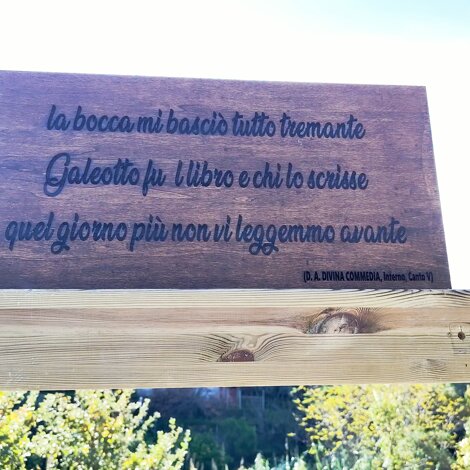 la bocca mi basciò tutto tremante
Galeotto fu l libro e chi lo scrisse
quel giorno più non vi leggemmo avante
(D. A. DIVINA COMMEDIA, Interno, Canto V)